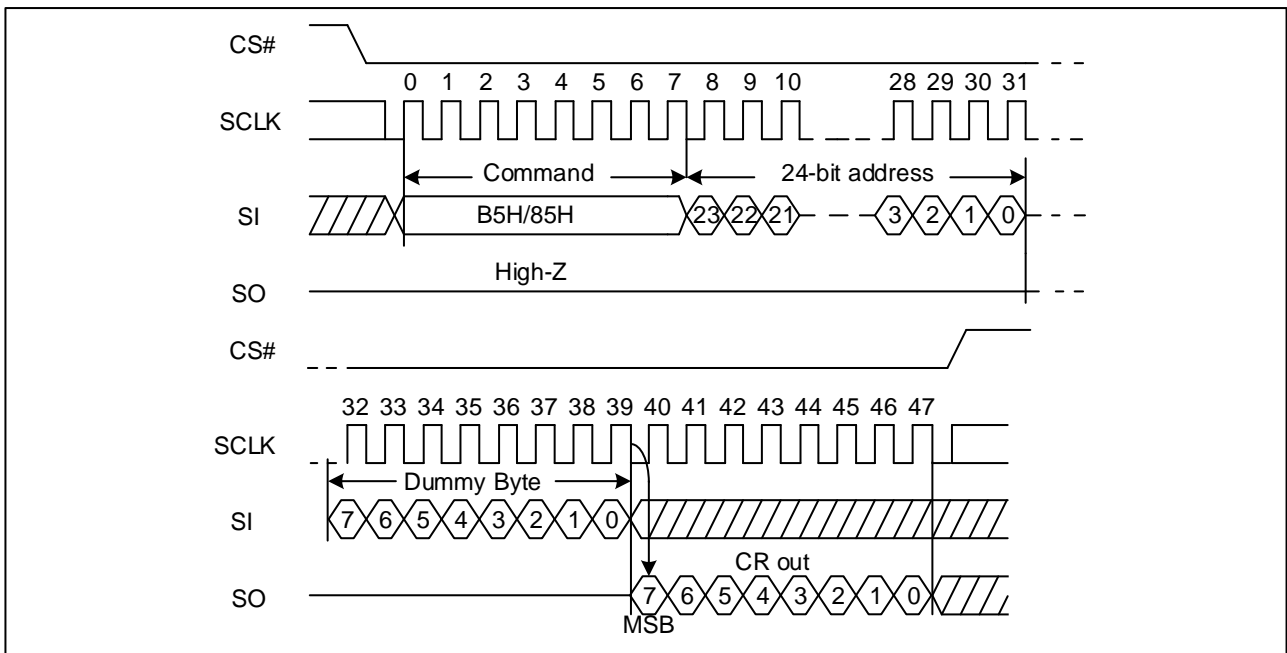 CS#
0 1 2 3 4 5 6 7 8 9 10 28 29 30 31
SCLK
Command 24-bit address
SI B5H/85H 23 22 21 3 2 1 0
High-Z
SO
CS#
32 33 34 35 36 37 38 39 40 41 42 43 44 45 46 47
SCLK
Dummy Byte
SI 7 6 5 4 3 2 1 0
CR out
SO 7 6 5 4 3 2 1 0
MSB